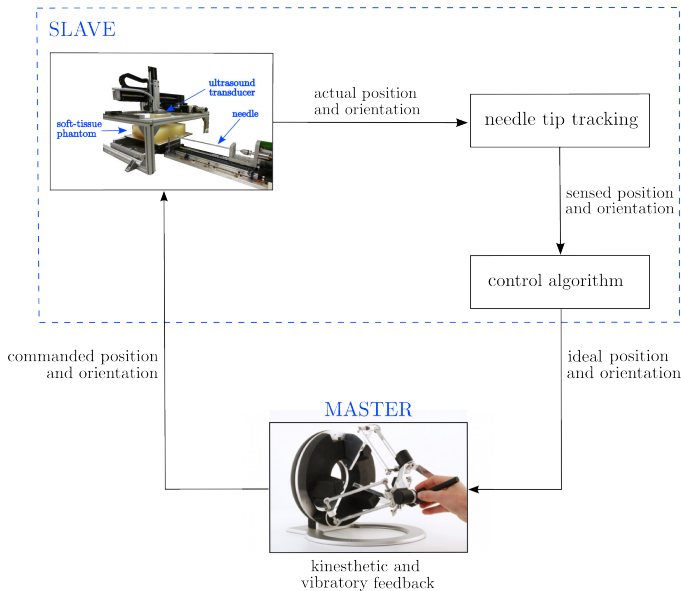 SLAVE
ultrasound
transducer
needle
soft-tissue
phantom
actual position
and orientation
needle tip tracking
sensed position
and orientation
control algorithm
commanded position
and orientation
ideal position
and orientation
MASTER
kinesthetic and
vibratory feedback